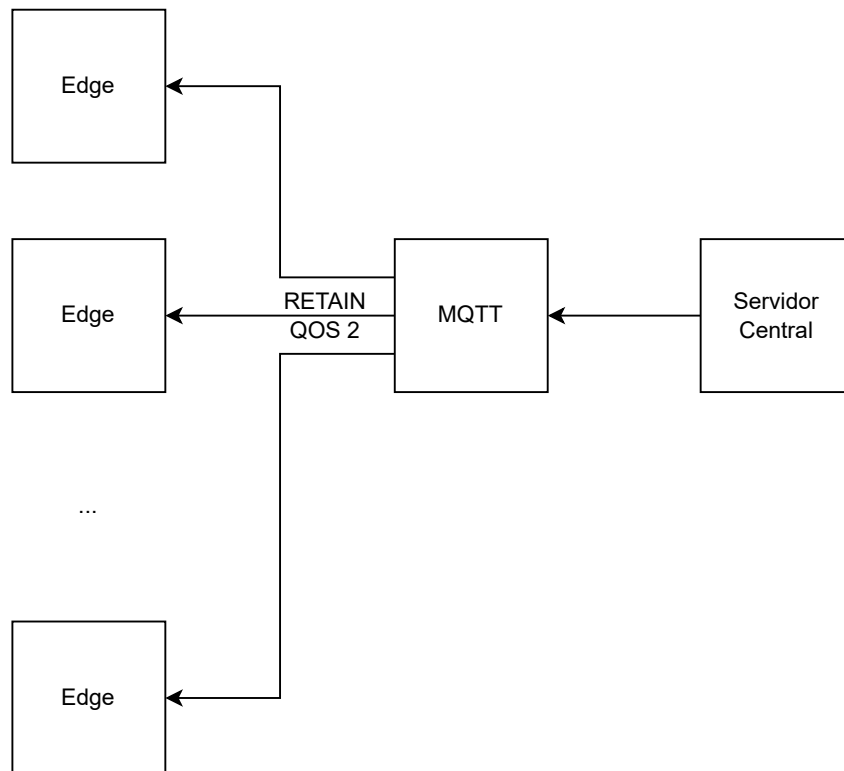 Edge
Edge
RETAIN
QOS 2
MQTT
Servidor
Central
...
Edge